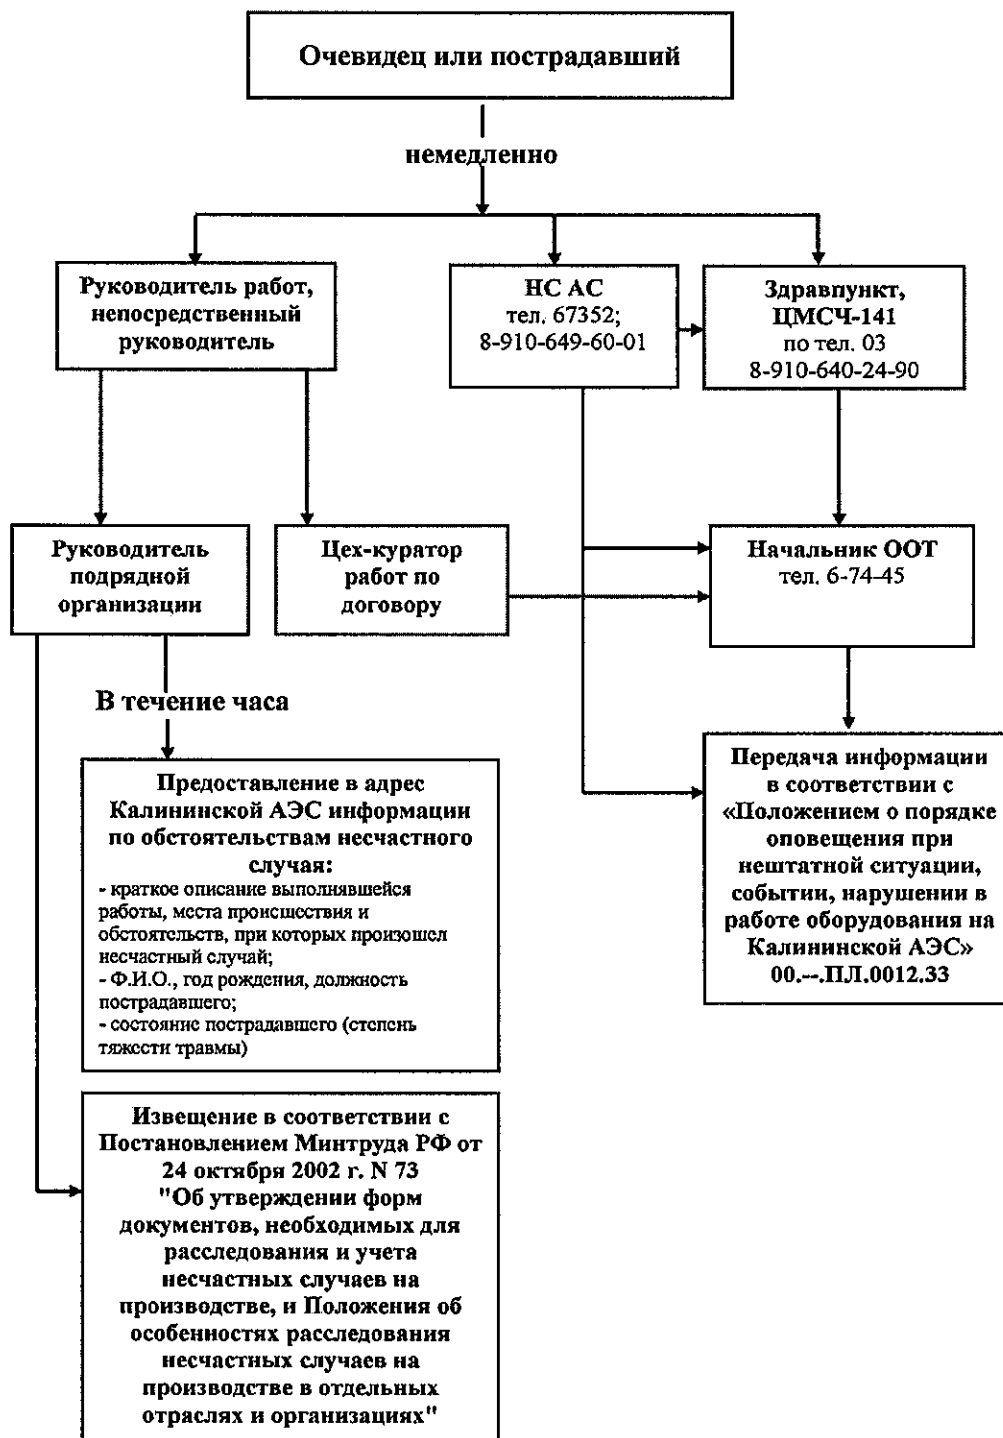 Очевидец или пострадавший
немедленно
Руководитель работ,
непосредственный
руководитель
НС АС
тел. 67352;
8-910-649-60-01
Здравпункт,
ЦМСЧ-141
по тел. 03
8-910-640-24-90
Руководитель
подрядной
организации
Цех-куратор
работ по
договору
Начальник ООТ
тел. 6-74-45
В течение часа
Предоставление в адрес
Калининской АЭС информации
по обстоятельствам несчастного
случая:
- краткое описание выполнявшейся
работы, места происшествия и
обстоятельств, при которых произошел
несчастный случай;
- Ф.И.О., год рождения, должность
пострадавшего;
- состояние пострадавшего (степень
тяжести травмы)
Передача информации
в соответствии с
«Положением о порядке
оповещения при
нештатной ситуации,
событии, нарушении в
работе оборудования на
Калининской АЭС»
00.--.ПЛ.0012.33
Извещение в соответствии с
Постановлением Минтруда РФ от
24 октября 2002 г. N 73
"Об утверждении форм
документов, необходимых для
расследования и учета
несчастных случаев на
производстве, и Положения об
особенностях расследования
несчастных случаев на
производстве в отдельных
отраслях и организациях"